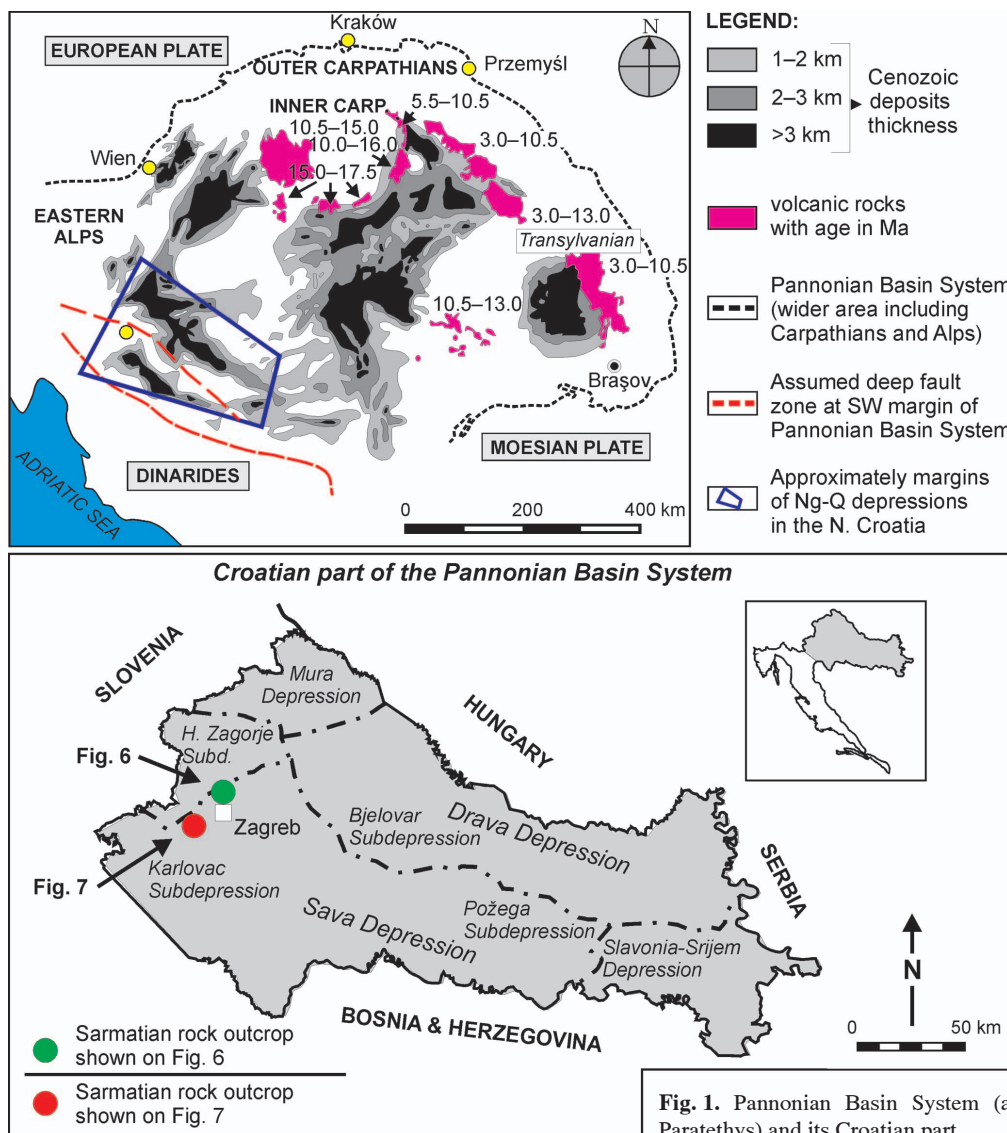 Kraków
EUROPEAN PLATE
OUTER CARPATHIANS
Przemyśl
N
INNER CARP.
5.5–10.5
10.5–15.0
10.0–16.0
3.0–10.5
15.0–17.5
Wien
EASTERN
ALPS
3.0–13.0
Transylvanian
3.0–10.5
10.5–13.0
Braşov
MOESIAN PLATE
DINARIDES
ADRIATIC SEA
0 200 400 km
LEGEND:
1–2 km
2–3 km
>3 km
Cenozoic
deposits
thickness
volcanic rocks
with age in Ma
Pannonian Basin System
(wider area including
Carpathians and Alps)
Assumed deep fault
zone at SW margin of
Pannonian Basin System
Approximately margins
of Ng-Q depressions
in the N. Croatia
Croatian part of the Pannonian Basin System
SLOVENIA
Mura
Depression
HUNGARY
H. Zagorje
Subd.
Fig. 6
Zagreb
Bjelovar
Subdepression
Drava Depression
Fig. 7
Karlovac
Subdepression
Sava Depression
Požega
Subdepression
Slavonia-Srijem
Depression
SERBIA
BOSNIA & HERZEGOVINA
N
0 50 km
Sarmatian rock outcrop
shown on Fig. 6
Sarmatian rock outcrop
shown on Fig. 7
Fig. 1. Pannonian Basin System (a
Paratethys) and its Croatian part